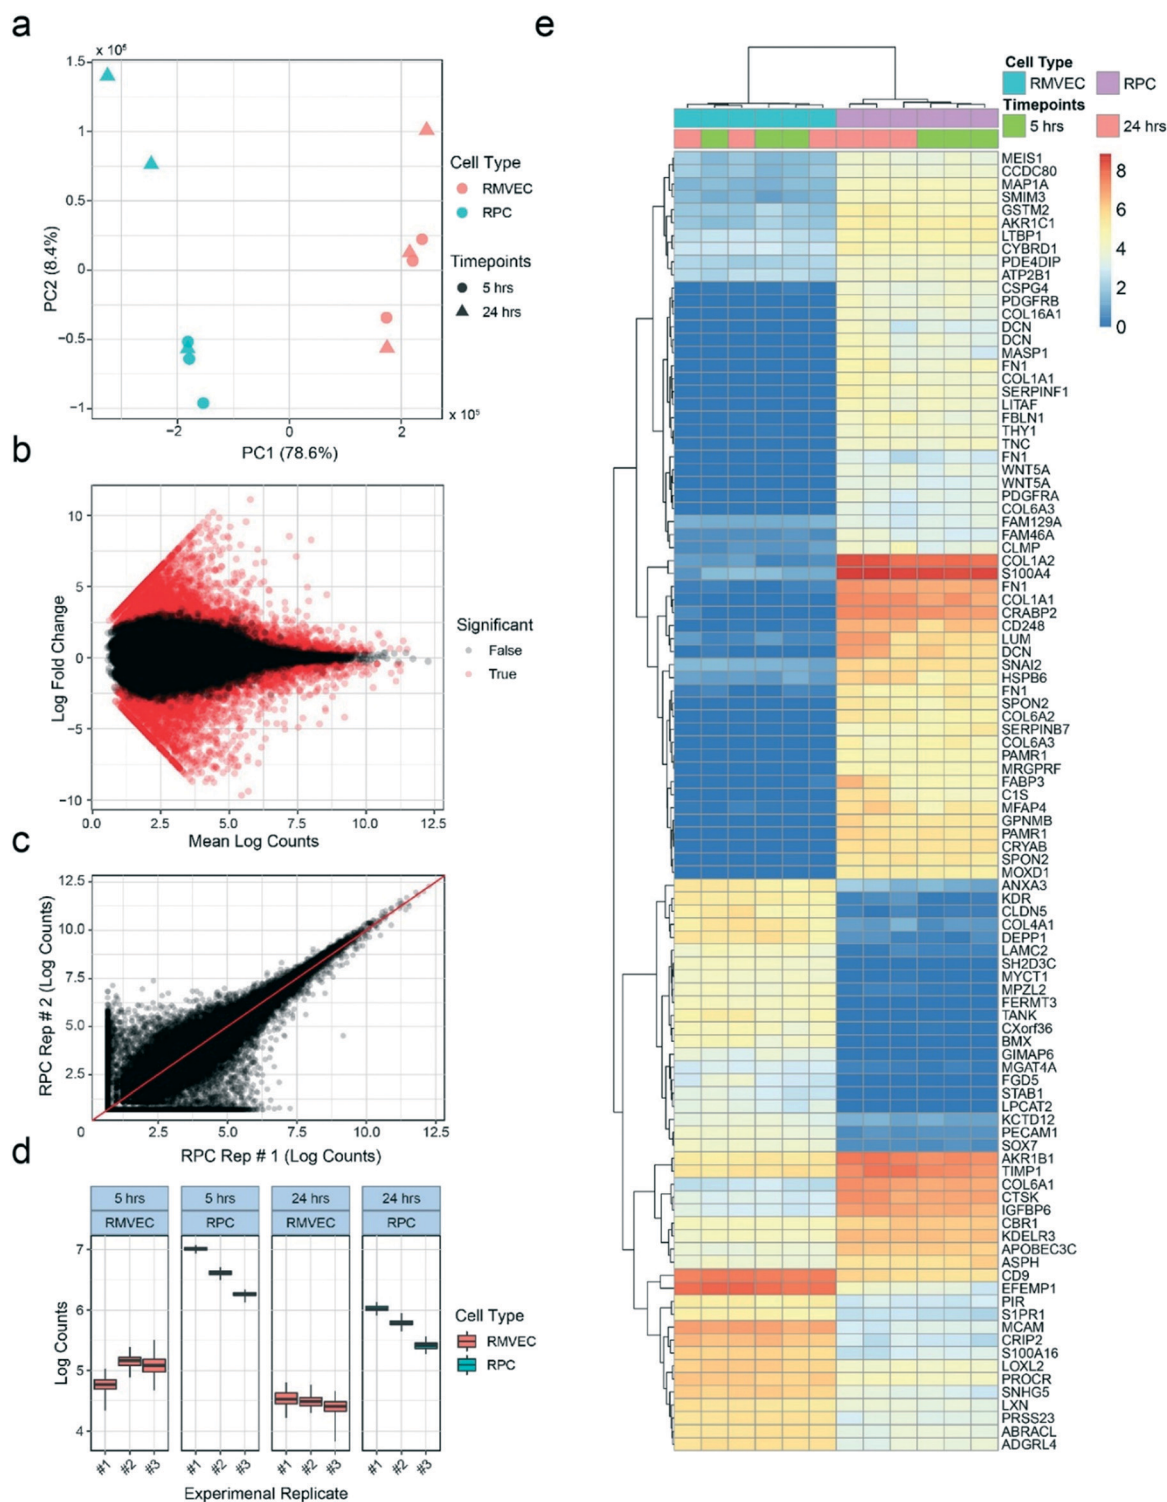 a
x 10⁶
1.5
1
0.5
0
−0.5
−1
PC2 (8.4%)
−2
0
2
x 10⁵
PC1 (78.6%)
Cell Type
RMVEC
RPC
Timepoints
5 hrs
24 hrs
b
10
5
0
−5
−10
Log Fold Change
0.0
2.5
5.0
7.5
10.0
12.5
Mean Log Counts
Significant
False
True
c
12.5
10.0
7.5
5.0
2.5
RPC Rep # 2 (Log Counts)
0
2.5
5.0
7.5
10.0
12.5
RPC Rep # 1 (Log Counts)
d
5 hrs
5 hrs
24 hrs
24 hrs
RMVEC
RPC
RMVEC
RPC
7
6
5
4
Log Counts
#1
#2
#3
#1
#2
#3
#1
#2
#3
#1
#2
#3
Experimenal Replicate
Cell Type
RMVEC
RPC
e
Cell Type
RMVEC
RPC
Timepoints
5 hrs
24 hrs
8
6
4
2
0
MEIS1
CCDC80
MAP1A
SMIM3
GSTM2
AKR1C1
LTBP1
CYBRD1
PDE4DIP
ATP2B1
CSPG4
PDGFRB
COL16A1
DCN
DCN
MASP1
FN1
COL1A1
SERPINF1
LITAF
FBLN1
THY1
TNC
FN1
WNT5A
WNT5A
PDGFRA
COL6A3
FAM129A
FAM46A
CLMP
COL1A2
S100A4
FN1
COL1A1
CRABP2
CD248
LUM
DCN
SNAI2
HSPB6
FN1
SPON2
COL6A2
SERPINB7
COL6A3
PAMR1
MRGPRF
FABP3
C1S
MFAP4
GPNMB
PAMR1
CRYAB
SPON2
MOXD1
ANXA3
KDR
CLDN5
COL4A1
DEPP1
LAMC2
SH2D3C
MYCT1
MPZL2
FERMT3
TANK
CXorf36
BMX
GIMAP6
MGAT4A
FGD5
STAB1
LPCAT2
KCTD12
PECAM1
SOX7
AKR1B1
TIMP1
COL6A1
CTSK
IGFBP6
CBR1
KDELR3
APOBEC3C
ASPH
CD9
EFEMP1
PIR
S1PR1
MCAM
CRIP2
S100A16
LOXL2
PROCR
SNHG5
LXN
PRSS23
ABRACL
ADGRL4